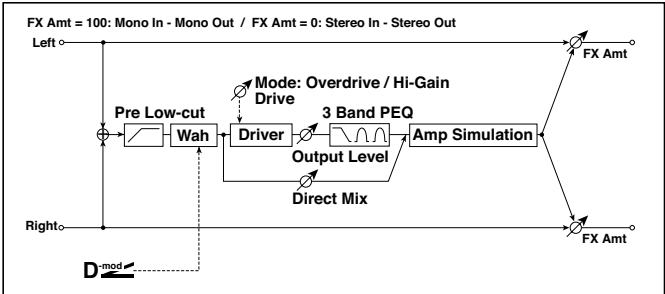 FX Amt = 100: Mono In - Mono Out / FX Amt = 0: Stereo In - Stereo Out
Left
FX Amt
Mode: Overdrive / Hi-Gain
Drive
Pre Low-cut
3 Band PEQ
Wah
Driver
Amp Simulation
Output Level
Direct Mix
Right
FX Amt
D-mod